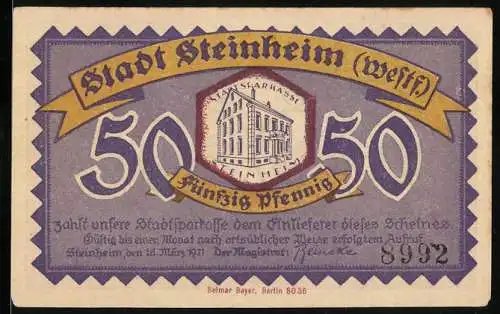 Stadt Steinheim (Westf.)
50 50
STADTSPARKASSE
STEINHEIM
Fünfzig Pfennig
zahlt unsere Stadtsparkasse dem Einlieferer dieses Scheines.
Gültig bis einen Monat nach ortsüblicher Weise erfolgtem Aufruf.
Steinheim, den 18. März 1921 Der Magistrat: Reineke
8992
Selmar Bayer, Berlin SO 36